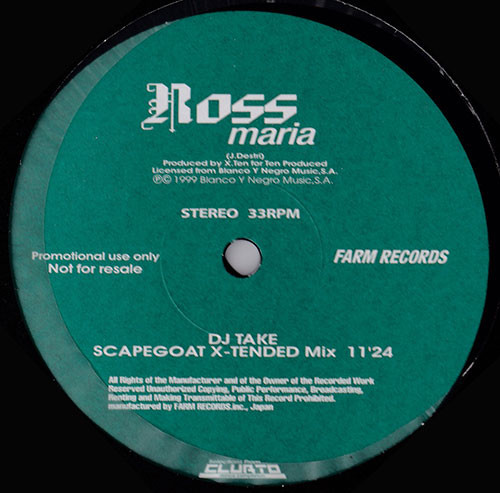 Ross
maria
(J.Destri)
Produced by X.Ten for Ten Produced
Licensed from Blanco Y Negro Music,S.A.
℗© 1999 Blanco Y Negro Music,S.A.
STEREO 33RPM
Promotional use only
Not for resale
FARM RECORDS
DJ TAKE
SCAPEGOAT X-TENDED Mix 11'24
All Rights of the Manufacturer and of the Owner of the Recorded Work
Reserved Unauthorized Copying, Public Performance, Broadcasting,
Renting and Making Transmittable of This Record Prohibited.
manufactured by FARM RECORDS.inc., Japan
CLUBTO